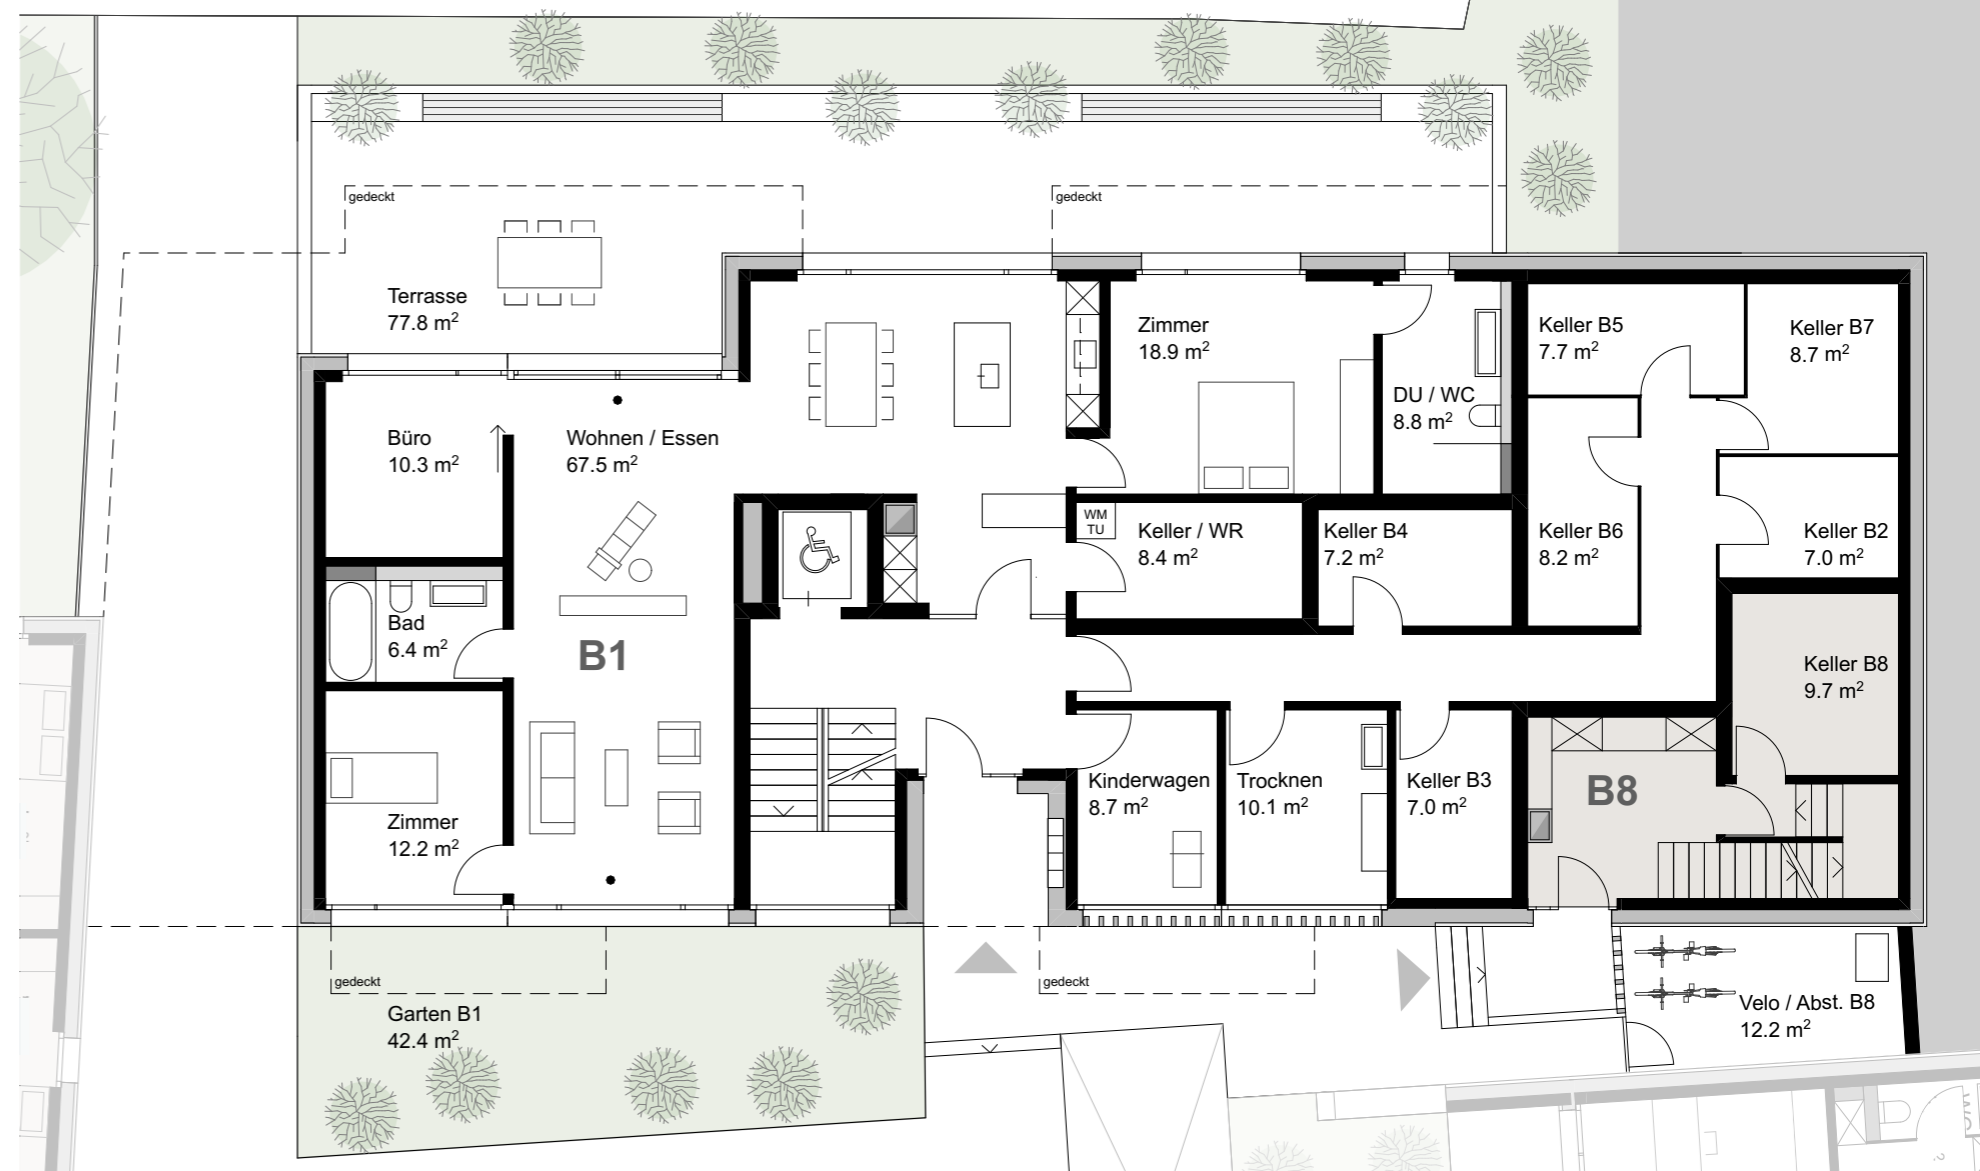 gedeckt
gedeckt
Terrasse
77.8 m²
Zimmer
18.9 m²
Keller B5
7.7 m²
Keller B7
8.7 m²
DU / WC
8.8 m²
Büro
10.3 m²
Wohnen / Essen
67.5 m²
WM
TU
Keller / WR
8.4 m²
Keller B4
7.2 m²
Keller B6
8.2 m²
Keller B2
7.0 m²
Bad
6.4 m²
B1
Keller B8
9.7 m²
Kinderwagen
8.7 m²
Trocknen
10.1 m²
Keller B3
7.0 m²
B8
Zimmer
12.2 m²
gedeckt
gedeckt
Garten B1
42.4 m²
Velo / Abst. B8
12.2 m²